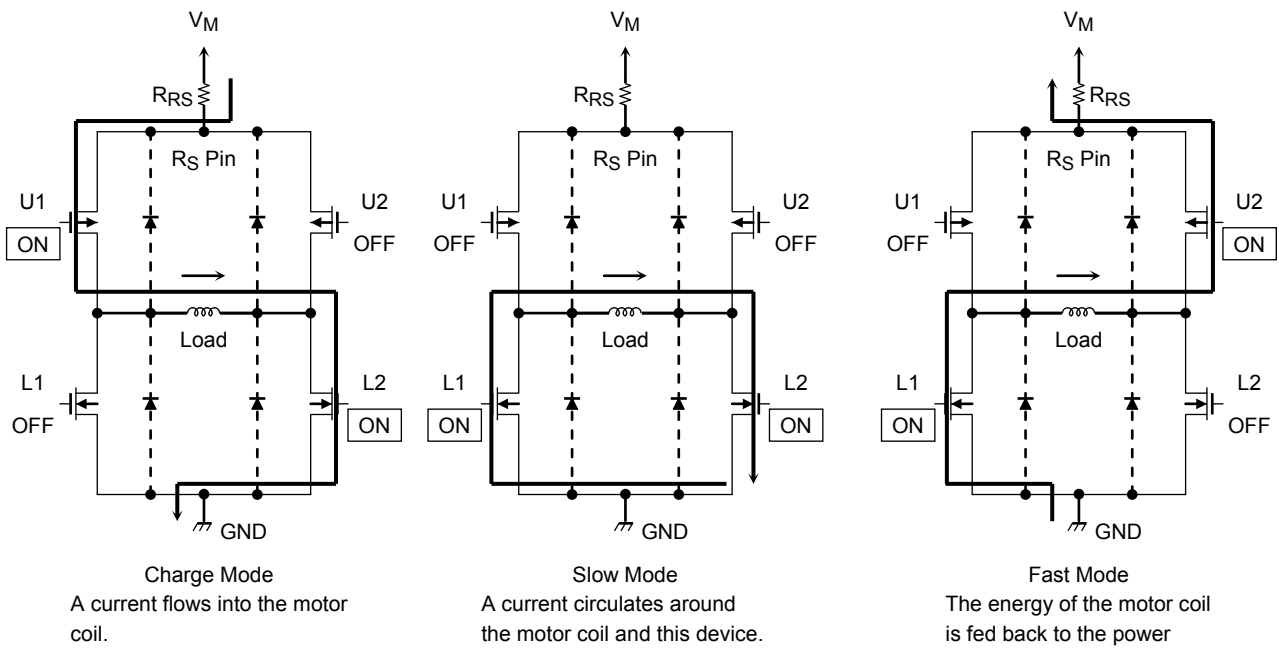 VM
RRS
RS Pin
U1
ON
U2
OFF
Load
L1
OFF
L2
ON
GND
Charge Mode
A current flows into the motor
coil.
VM
RRS
RS Pin
U1
OFF
U2
OFF
Load
L1
ON
L2
ON
GND
Slow Mode
A current circulates around
the motor coil and this device.
VM
RRS
RS Pin
U1
OFF
U2
ON
Load
L1
ON
L2
OFF
GND
Fast Mode
The energy of the motor coil
is fed back to the power